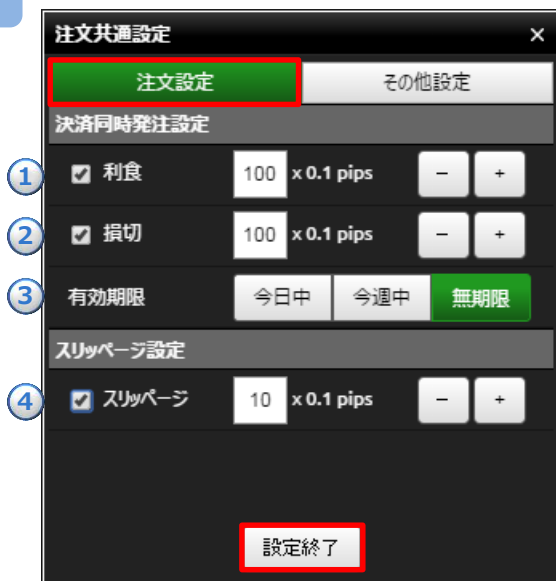 注文共通設定 ×
注文設定 その他設定
決済同時発注設定
1 利食 100 x 0.1 pips － +
2 損切 100 x 0.1 pips － +
3 有効期限 今日中 今週中 無期限
スリッページ設定
4 スリッページ 10 x 0.1 pips － +
設定終了